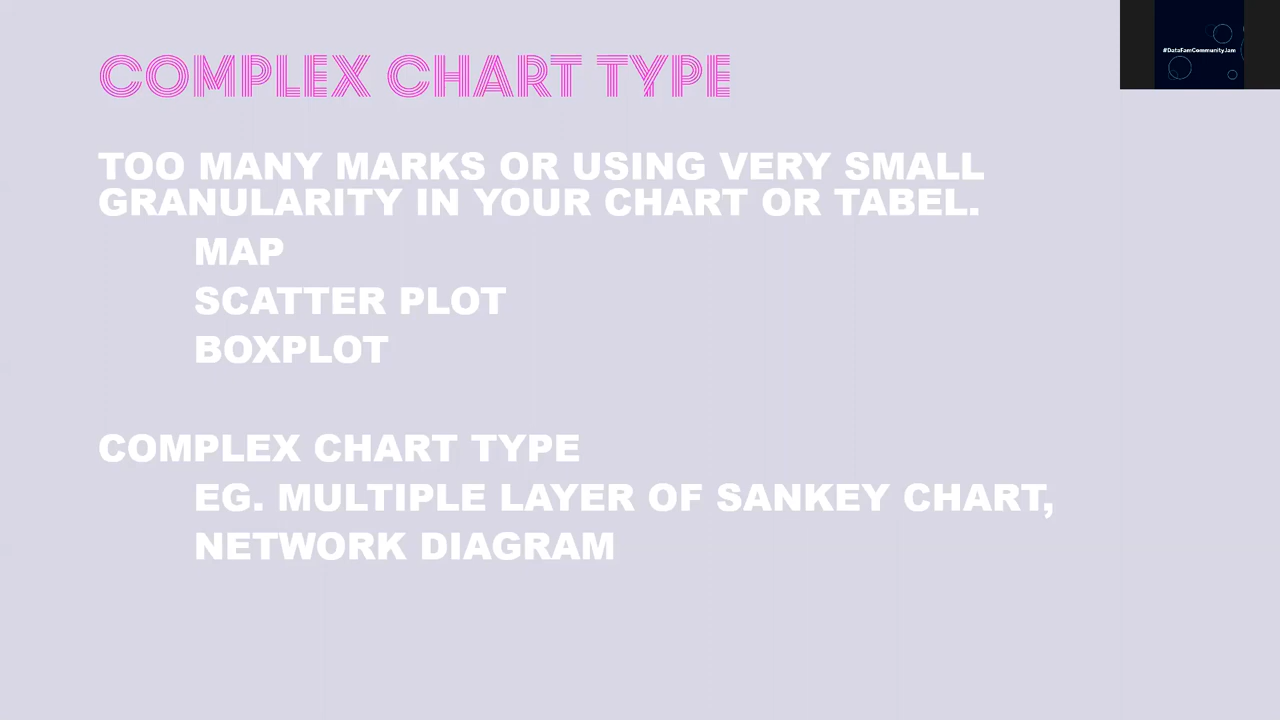 COMPLEX CHART TYPE
#DataFamCommunityJam
TOO MANY MARKS OR USING VERY SMALL
GRANULARITY IN YOUR CHART OR TABEL.
MAP
SCATTER PLOT
BOXPLOT
COMPLEX CHART TYPE
EG. MULTIPLE LAYER OF SANKEY CHART,
NETWORK DIAGRAM